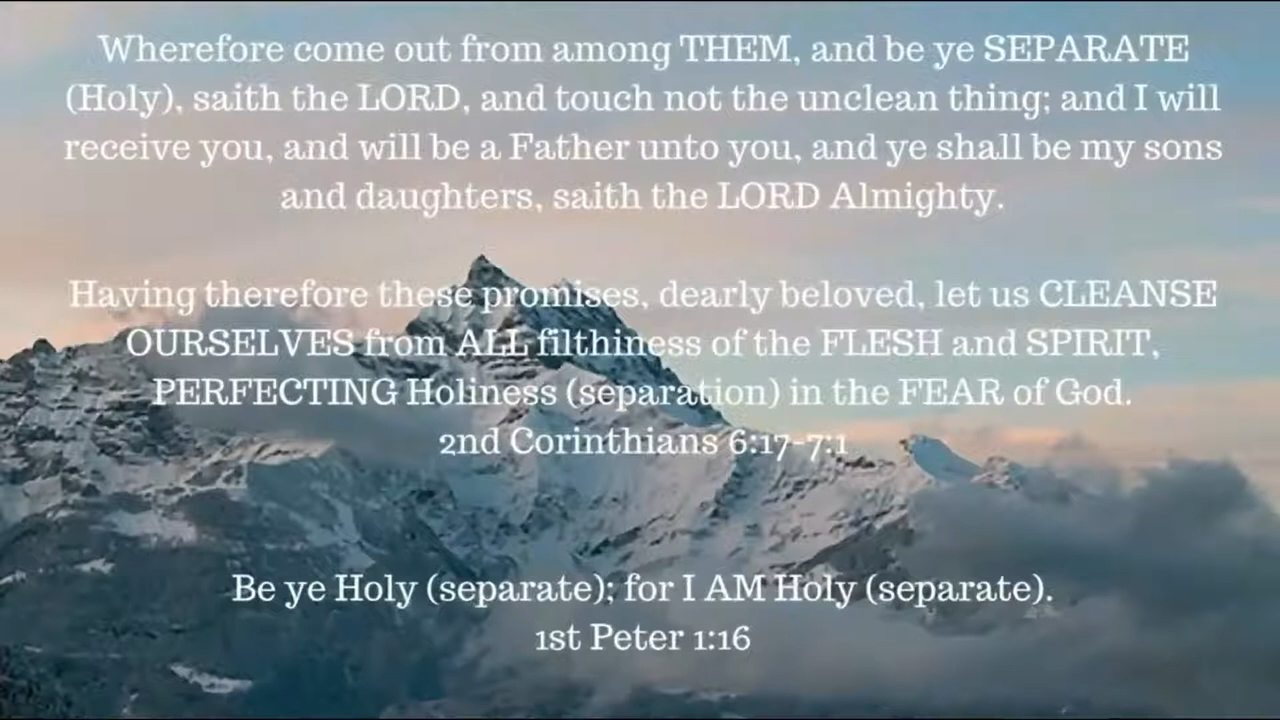 Wherefore come out from among THEM, and be ye SEPARATE
(Holy), saith the LORD, and touch not the unclean thing; and I will
receive you, and will be a Father unto you, and ye shall be my sons
and daughters, saith the LORD Almighty.
Having therefore these promises, dearly beloved, let us CLEANSE
OURSELVES from ALL filthiness of the FLESH and SPIRIT,
PERFECTING Holiness (separation) in the FEAR of God.
2nd Corinthians 6:17-7:1
Be ye Holy (separate); for I AM Holy (separate).
1st Peter 1:16